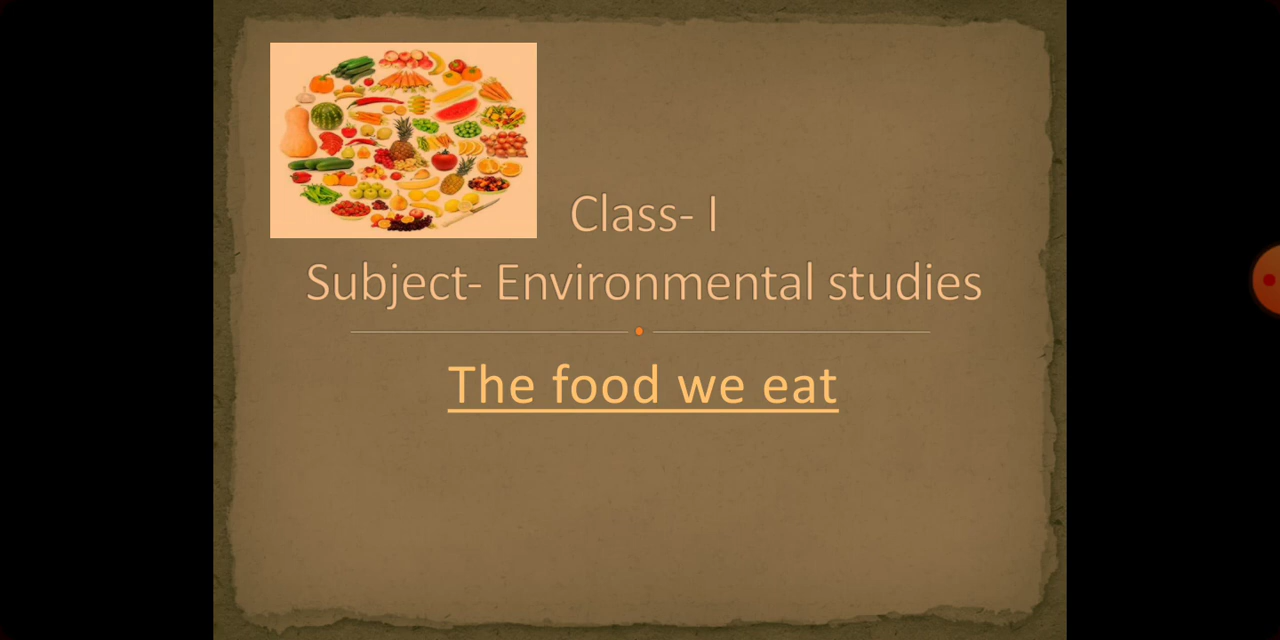 Class- I
Subject- Environmental studies
The food we eat